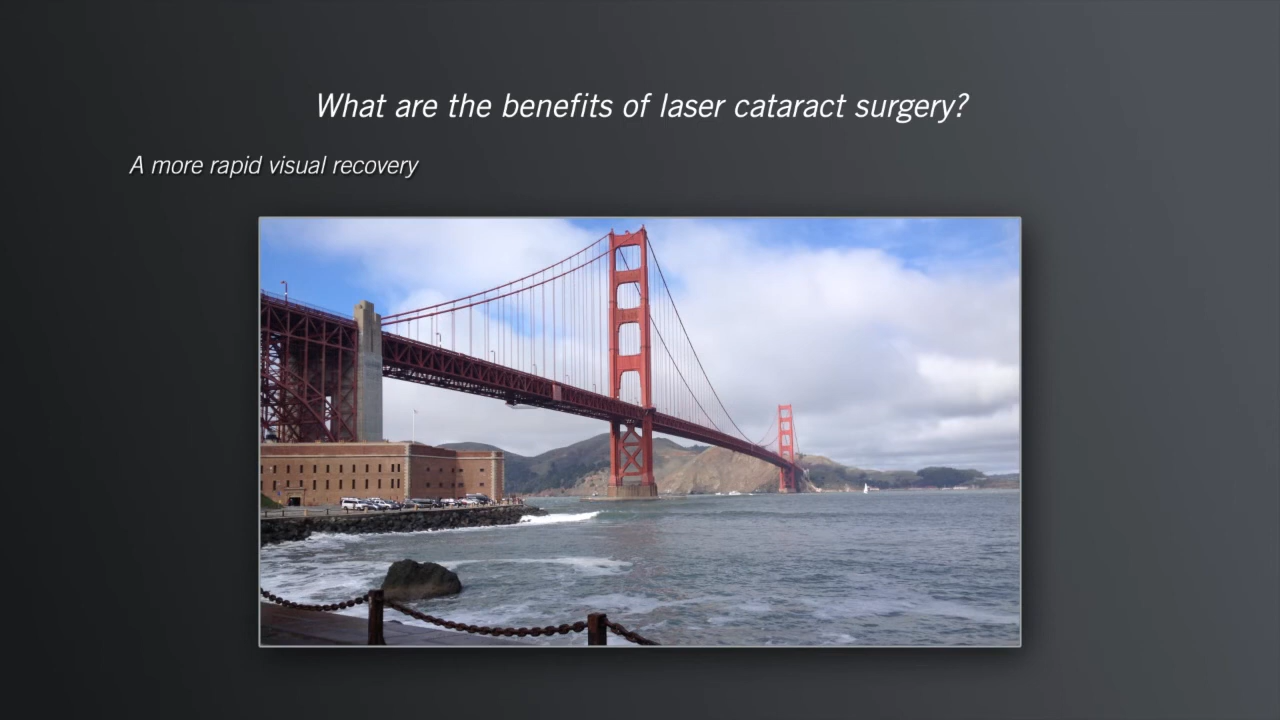 What are the benefits of laser cataract surgery?
A more rapid visual recovery